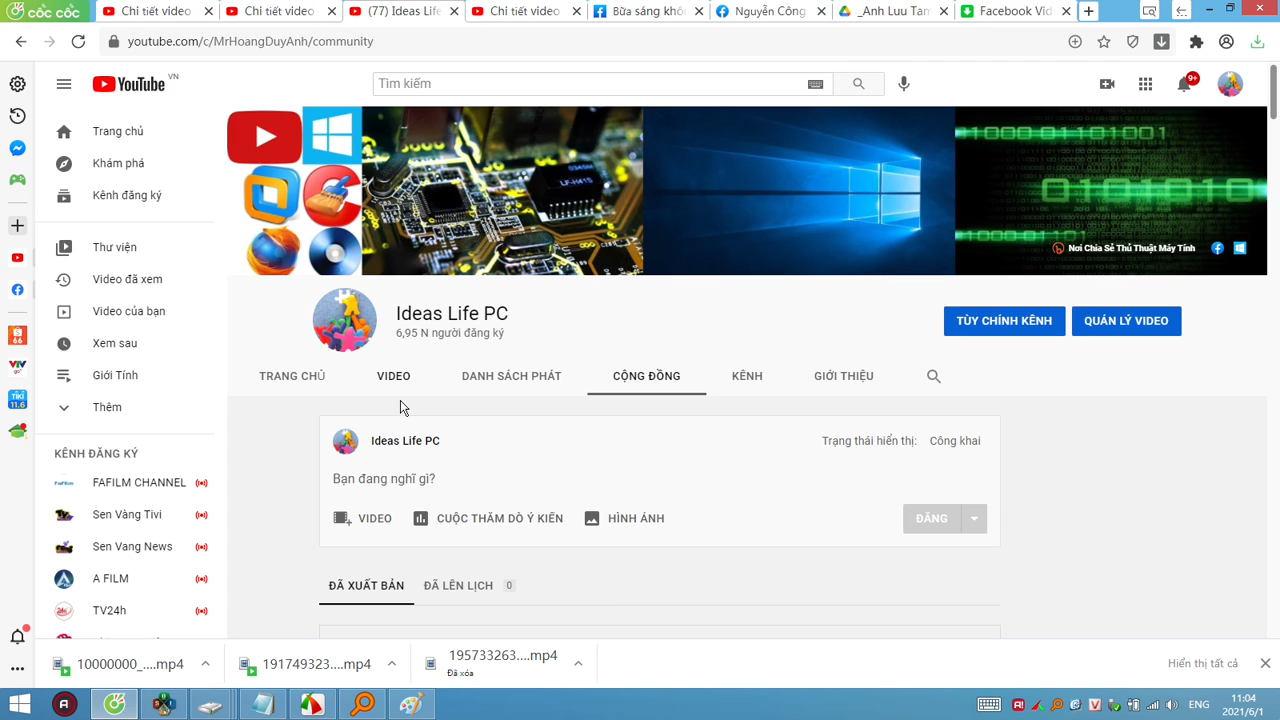 cốc cốc
Chi tiết video
Chi tiết video
(77) Ideas Life
Chi tiết video
Bữa sáng khô
Nguyễn Công
_Anh Luu Tam
Facebook Vid
youtube.com/c/MrHoangDuyAnh/community
YouTube VN
Tìm kiếm
9+
Trang chủ
Khám phá
Kênh đăng ký
Thư viện
Video đã xem
Video của bạn
Xem sau
Giới Tính
Thêm
KÊNH ĐĂNG KÝ
FAFILM CHANNEL
Sen Vàng Tivi
Sen Vang News
A FILM
TV24h
Nơi Chia Sẻ Thủ Thuật Máy Tính
Ideas Life PC
6,95 N người đăng ký
TÙY CHỈNH KÊNH
QUẢN LÝ VIDEO
TRANG CHỦ
VIDEO
DANH SÁCH PHÁT
CỘNG ĐỒNG
KÊNH
GIỚI THIỆU
Ideas Life PC
Trạng thái hiển thị: Công khai
Bạn đang nghĩ gì?
VIDEO
CUỘC THĂM DÒ Ý KIẾN
HÌNH ẢNH
ĐĂNG
ĐÃ XUẤT BẢN
ĐÃ LÊN LỊCH 0
10000000_....mp4
191749323....mp4
195733263....mp4
Đã xóa
Hiển thị tất cả
ENG
11:04
2021/6/1